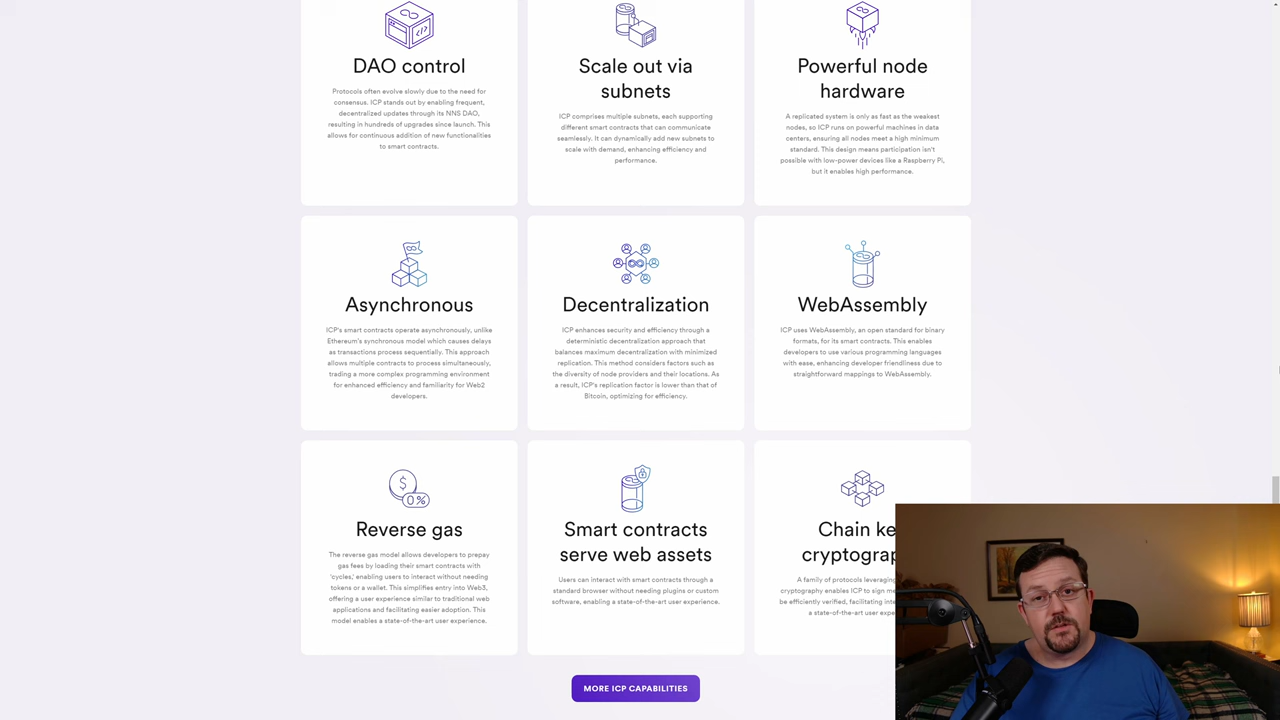 DAO control
Protocols often evolve slowly due to the need for
consensus. ICP stands out by enabling frequent,
decentralized updates through its NNS DAO,
resulting in hundreds of upgrades since launch. This
allows for continuous addition of new functionalities
to smart contracts.
Scale out via
subnets
ICP comprises multiple subnets, each supporting
different smart contracts that can communicate
seamlessly. It can dynamically add new subnets to
scale with demand, enhancing efficiency and
performance.
Powerful node
hardware
A replicated system is only as fast as the weakest
nodes, so ICP runs on powerful machines in data
centers, ensuring all nodes meet a high minimum
standard. This design means participation isn't
possible with low-power devices like a Raspberry Pi,
but it enables high performance.
Asynchronous
ICP's smart contracts operate asynchronously, unlike
Ethereum's synchronous model which causes delays
as transactions process sequentially. This approach
allows multiple contracts to process simultaneously,
trading a more complex programming environment
for enhanced efficiency and familiarity for Web2
developers.
Decentralization
ICP enhances security and efficiency through a
deterministic decentralization approach that
balances maximum decentralization with minimized
replication. This method considers factors such as
the diversity of node providers and their locations. As
a result, ICP's replication factor is lower than that of
Bitcoin, optimizing for efficiency.
WebAssembly
ICP uses WebAssembly, an open standard for binary
formats, for its smart contracts. This enables
developers to use various programming languages
with ease, enhancing developer friendliness due to
straightforward mappings to WebAssembly.
$
0%
Reverse gas
The reverse gas model allows developers to prepay
gas fees by loading their smart contracts with
'cycles,' enabling users to interact without needing
tokens or a wallet. This simplifies entry into Web3,
offering a user experience similar to traditional web
applications and facilitating easier adoption. This
model enables a state-of-the-art user experience.
Smart contracts
serve web assets
Users can interact with smart contracts through a
standard browser without needing plugins or custom
software, enabling a state-of-the-art user experience.
Chain ke
cryptograp
A family of protocols leveraging
cryptography enables ICP to sign me
be efficiently verified, facilitating inte
a state-of-the-art user expe
MORE ICP CAPABILITIES